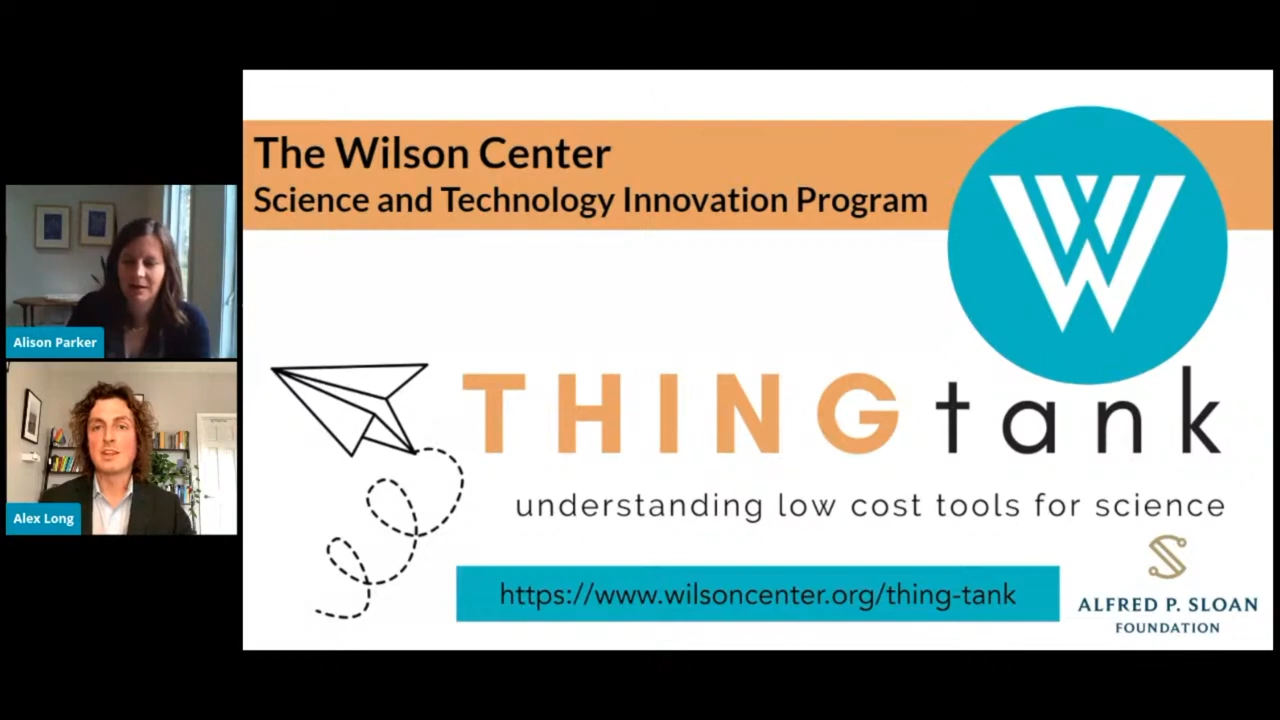 The Wilson Center
Science and Technology Innovation Program
W
Alison Parker
Alex Long
THING tank
understanding low cost tools for science
https://www.wilsoncenter.org/thing-tank
ALFRED P. SLOAN
FOUNDATION